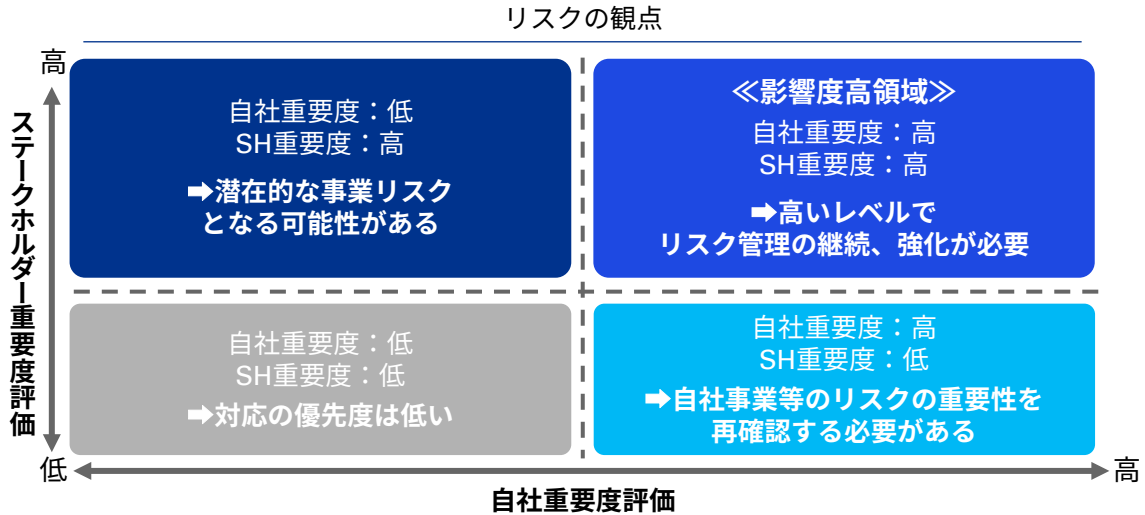 リスクの観点
高
ステークホルダー重要度評価
自社重要度：低
SH重要度：高
➡潜在的な事業リスク
となる可能性がある
≪影響度高領域≫
自社重要度：高
SH重要度：高
➡高いレベルで
リスク管理の継続、強化が必要
自社重要度：低
SH重要度：低
➡対応の優先度は低い
自社重要度：高
SH重要度：低
➡自社事業等のリスクの重要性を
再確認する必要がある
低
高
自社重要度評価